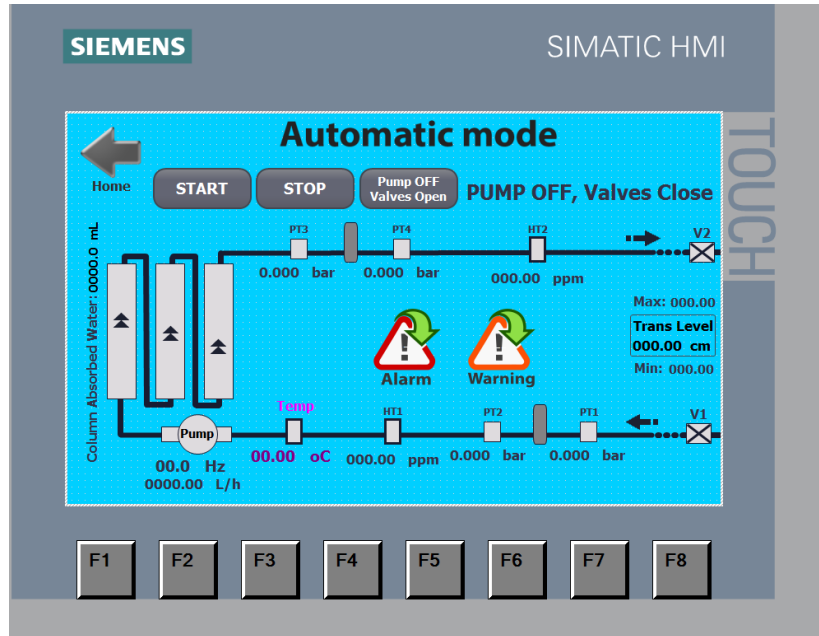 SIEMENS
SIMATIC HMI
TOUCH
Automatic mode
Home
START
STOP
Pump OFF
Valves Open
PUMP OFF, Valves Close
PT3
PT4
HT2
V2
0.000 bar
0.000 bar
000.00 ppm
Column Absorbed Water: 0000.0 mL
Max: 000.00
Trans Level
000.00 cm
Min: 000.00
Alarm
Warning
Temp
HT1
PT2
PT1
V1
Pump
00.0 Hz
0000.00 L/h
00.00 oC
000.00 ppm
0.000 bar
0.000 bar
F1
F2
F3
F4
F5
F6
F7
F8